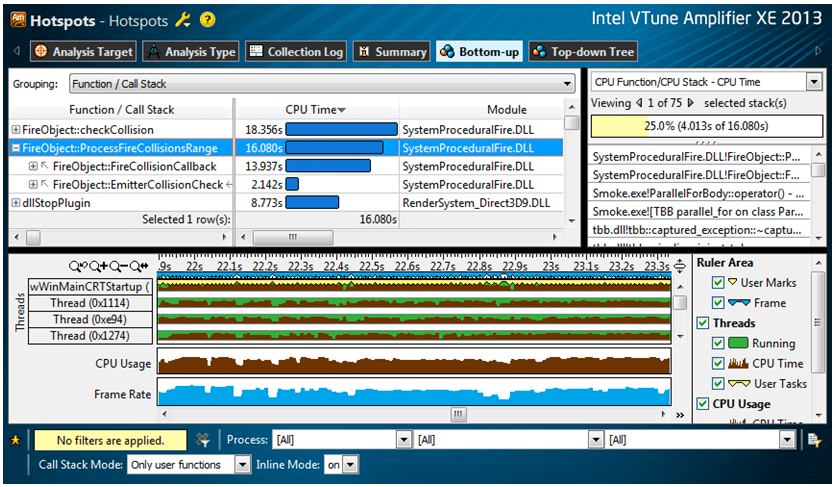 Hotspots - Hotspots
Intel VTune Amplifier XE 2013
Analysis Target
Analysis Type
Collection Log
Summary
Bottom-up
Top-down Tree
Grouping: Function / Call Stack
Function / Call Stack CPU Time Module
FireObject::checkCollision 18.356s SystemProceduralFire.DLL
FireObject::ProcessFireCollisionsRange 16.080s SystemProceduralFire.DLL
FireObject::FireCollisionCallback 13.937s SystemProceduralFire.DLL
FireObject::EmitterCollisionCheck 2.142s SystemProceduralFire.DLL
dllStopPlugin 8.773s RenderSystem_Direct3D9.DLL
Selected 1 row(s): 16.080s
CPU Function/CPU Stack - CPU Time
Viewing 1 of 75 selected stack(s)
25.0% (4.013s of 16.080s)
SystemProceduralFire.DLL!FireObject::P...
SystemProceduralFire.DLL!FireObject::F...
Smoke.exe!ParallelForBody::operator() - ...
Smoke.exe![TBB parallel_for on class Par...
tbb.dll!tbb::captured_exception::~captu...
.9s 22s 22.1s 22.2s 22.3s 22.4s 22.5s 22.6s 22.7s 22.8s 22.9s 23s 23.1s 23.2s 23.3s
Threads
wWinMainCRTStartup (
Thread (0x1114)
Thread (0xe94)
Thread (0x1274)
CPU Usage
Frame Rate
Ruler Area
User Marks
Frame
Threads
Running
CPU Time
User Tasks
CPU Usage
CPU Time
No filters are applied.
Process: [All] [All] [All]
Call Stack Mode: Only user functions Inline Mode: on